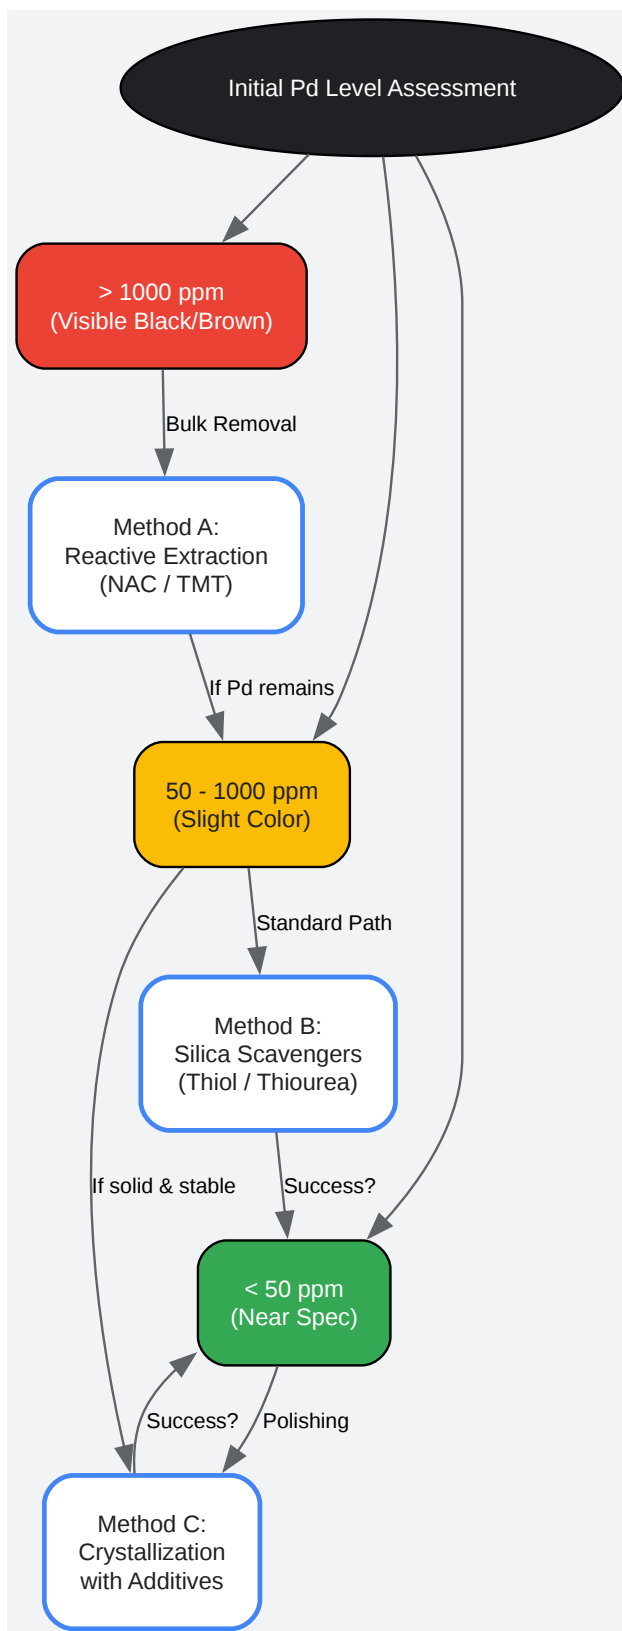 Initial Pd Level Assessment
> 1000 ppm
(Visible Black/Brown)
Bulk Removal
Method A:
Reactive Extraction
(NAC / TMT)
If Pd remains
50 - 1000 ppm
(Slight Color)
Standard Path
Method B:
Silica Scavengers
(Thiol / Thiourea)
If solid & stable
Success?
< 50 ppm
(Near Spec)
Success?
Polishing
Method C:
Crystallization
with Additives